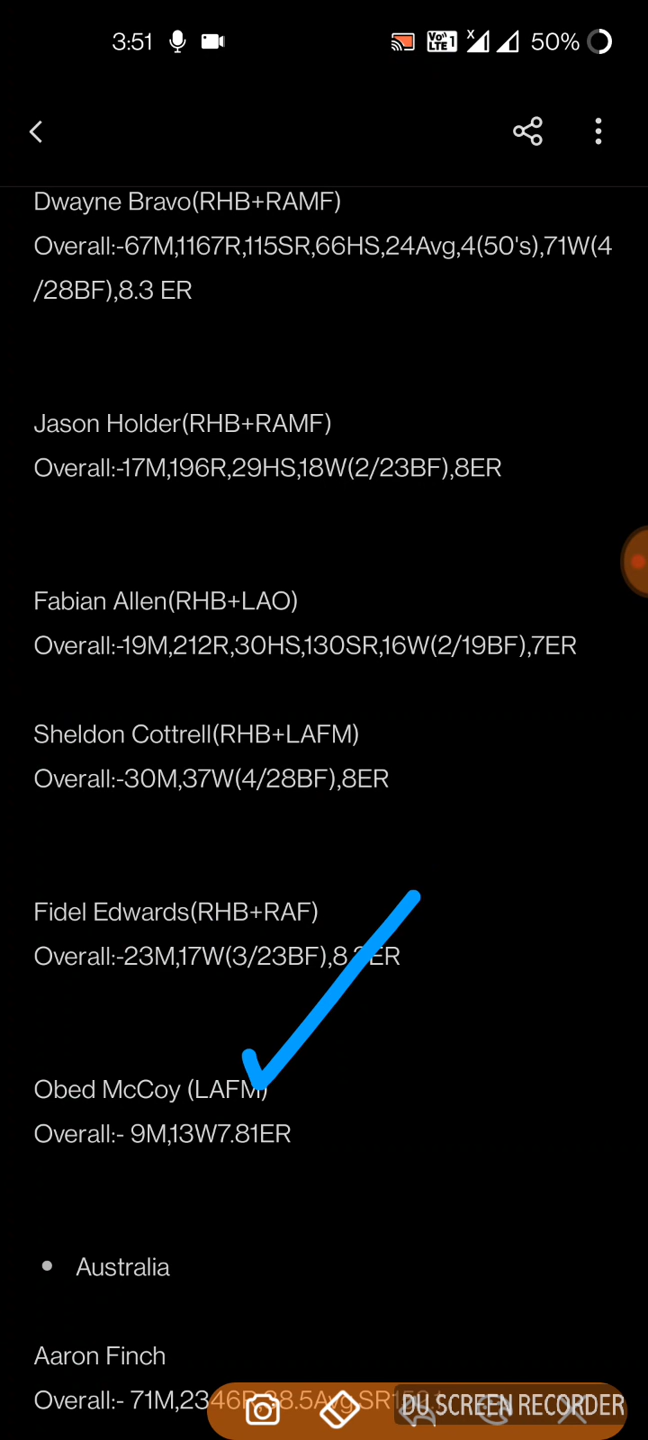 3:51
Vo))
LTE 1
X
50%
Dwayne Bravo(RHB+RAMF)
Overall:-67M,1167R,115SR,66HS,24Avg,4(50's),71W(4
/28BF),8.3 ER
Jason Holder(RHB+RAMF)
Overall:-17M,196R,29HS,18W(2/23BF),8ER
Fabian Allen(RHB+LAO)
Overall:-19M,212R,30HS,130SR,16W(2/19BF),7ER
Sheldon Cottrell(RHB+LAFM)
Overall:-30M,37W(4/28BF),8ER
Fidel Edwards(RHB+RAF)
Overall:-23M,17W(3/23BF),
Obed McCoy (LAFM)
Overall:- 9M,13W7.81ER
Australia
Aaron Finch
Overall:- 71M,2346R,
DU SCREEN RECORDER